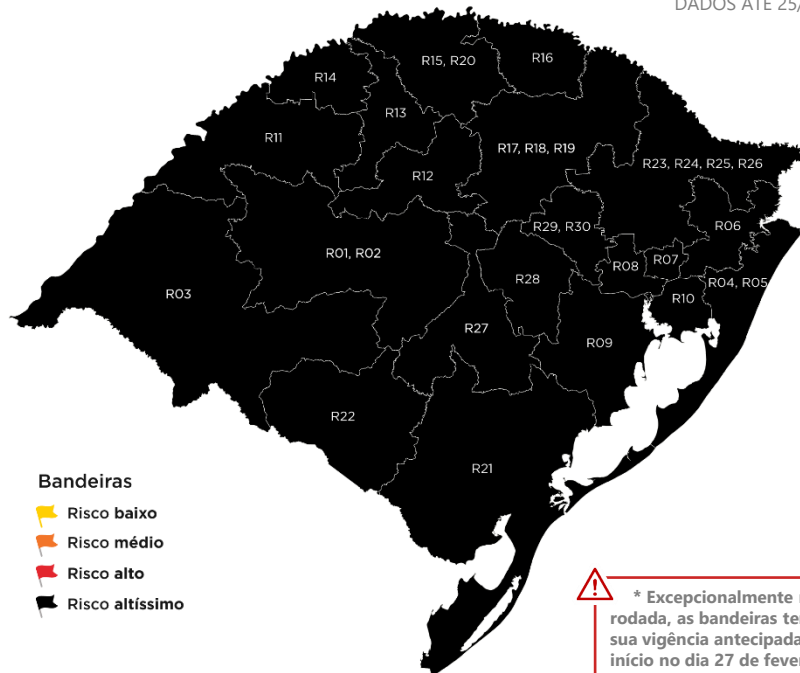 DADOS ATÉ 25/
R15, R20
R16
R14
R13
R11
R17, R18, R19
R23, R24, R25, R26
R12
R06
R29, R30
R01, R02
R08
R07
R28
R04, R05
R03
R10
R27
R09
R22
R21
Bandeiras
Risco baixo
Risco médio
Risco alto
Risco altíssimo
* Excepcionalmente
rodada, as bandeiras
sua vigência antecipada
início no dia 27 de